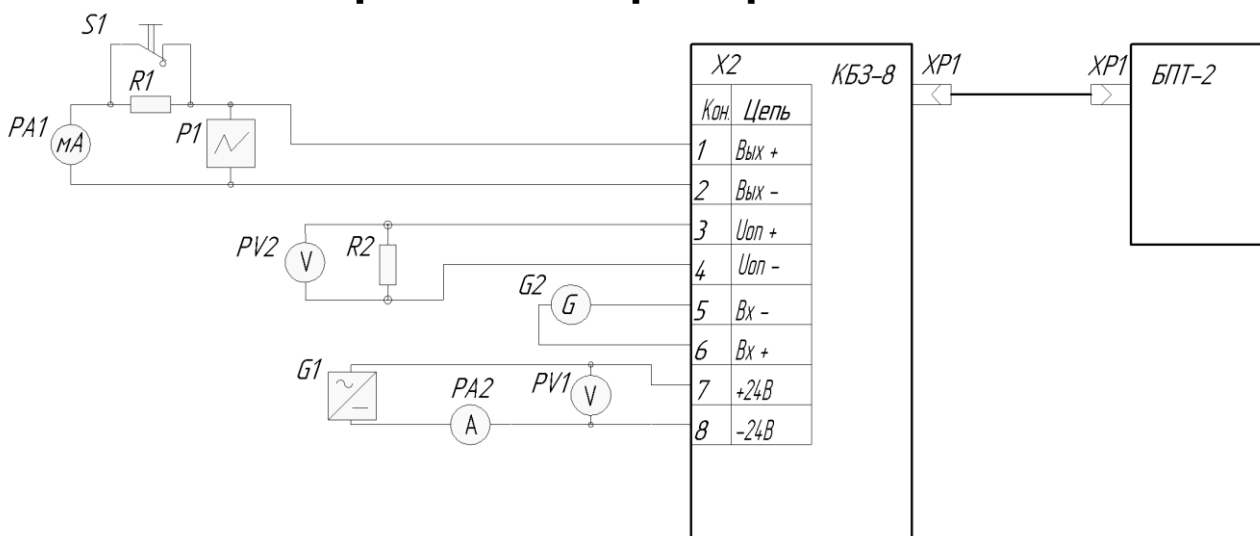 S1
R1
PA1
мА
P1
PV2
V
R2
G2
G
G1
PA2
A
PV1
V
X2
КБЗ-8
Кон. Цепь
1 Вых +
2 Вых -
3 Uоп +
4 Uоп -
5 Вх -
6 Вх +
7 +24В
8 -24В
XP1
XP1
БПТ-2